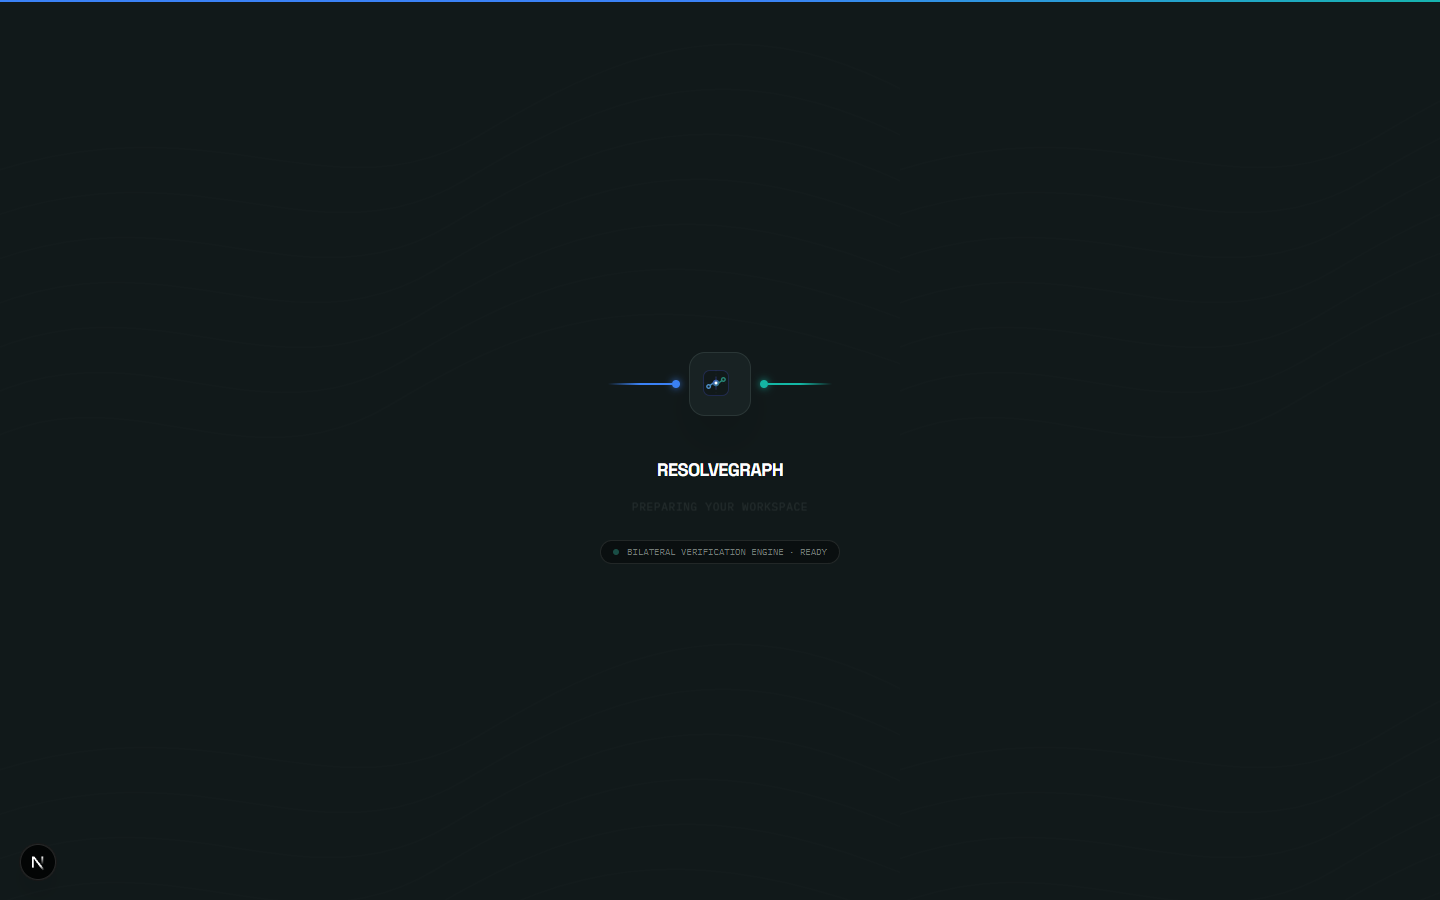 RESOLVEGRAPH
PREPARING YOUR WORKSPACE
BILATERAL VERIFICATION ENGINE · READY
N